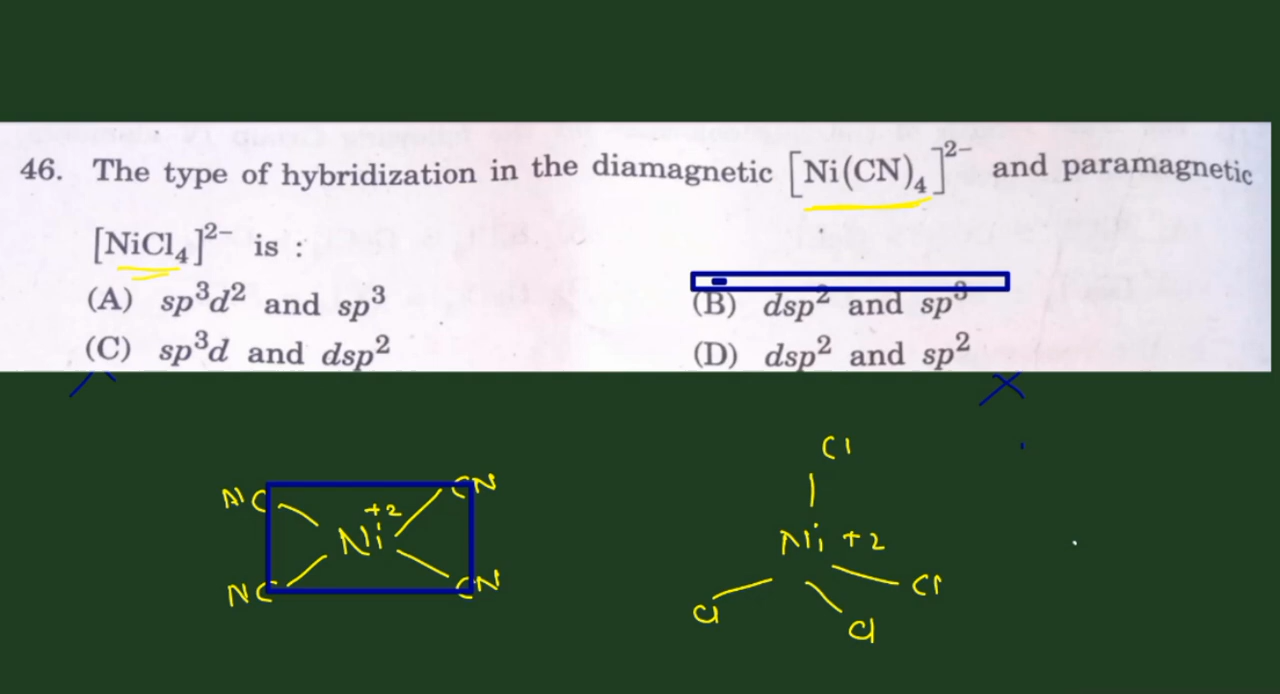 46. The type of hybridization in the diamagnetic [Ni(CN)₄]²⁻ and paramagnetic
[NiCl₄]²⁻ is :
(A) sp³d² and sp³ (B) dsp² and sp³
(C) sp³d and dsp² (D) dsp² and sp²
Cl
NC CN
Ni +2 Ni +2
NC CN Cl Cl Cl